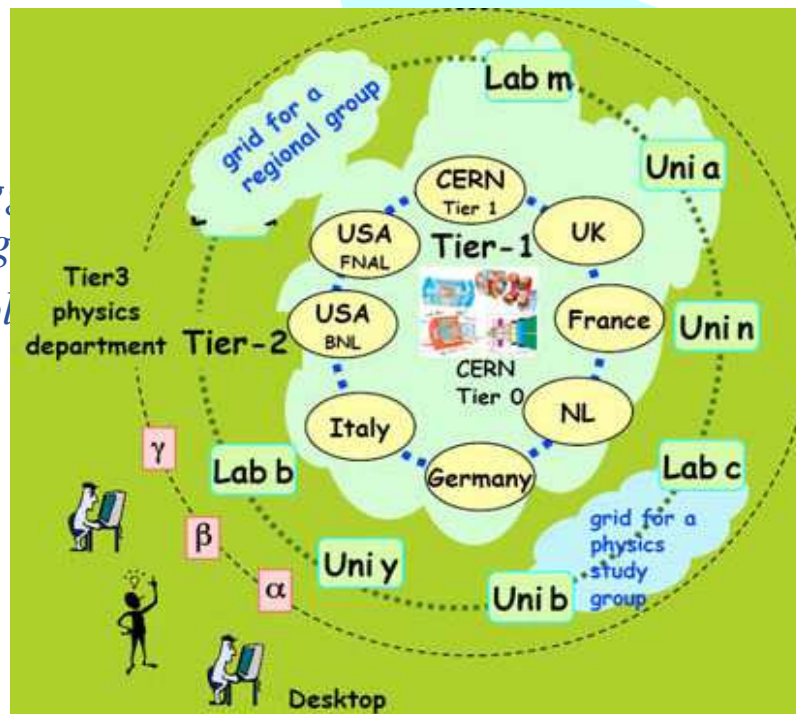 Lab m
grid for a
regional group
Uni a
CERN
Tier 1
USA
FNAL
Tier-1
UK
Tier3
physics
department
Tier-2
USA
BNL
France
Uni n
CERN
Tier 0
Italy
NL
γ
Lab b
Germany
Lab c
grid for a
physics
study
group
β
Uni y
α
Uni b
Desktop